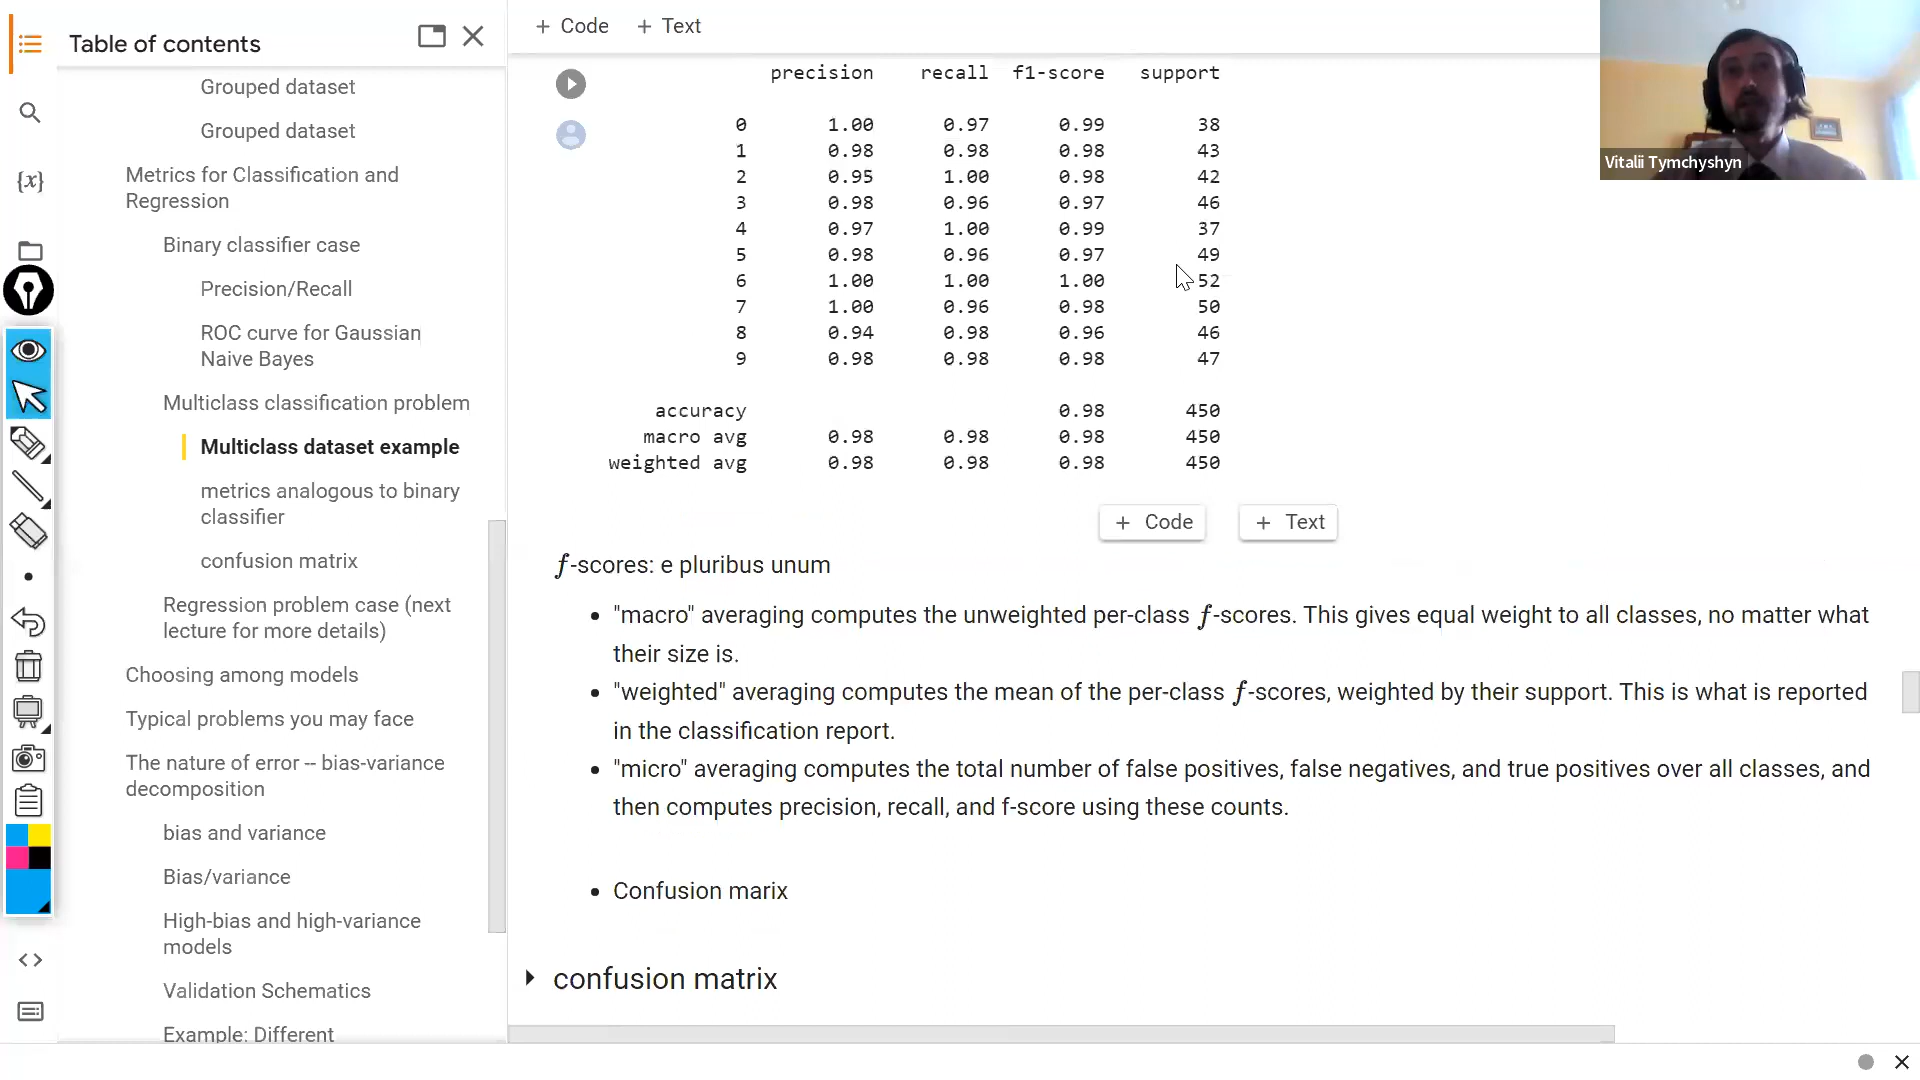 Table of contents
Grouped dataset
Grouped dataset
Metrics for Classification and
Regression
Binary classifier case
Precision/Recall
ROC curve for Gaussian
Naive Bayes
Multiclass classification problem
Multiclass dataset example
metrics analogous to binary
classifier
confusion matrix
Regression problem case (next
lecture for more details)
Choosing among models
Typical problems you may face
The nature of error -- bias-variance
decomposition
bias and variance
Bias/variance
High-bias and high-variance
models
Validation Schematics
Example: Different
{x}
<>
+ Code + Text
precision recall f1-score support
0 1.00 0.97 0.99 38
1 0.98 0.98 0.98 43
2 0.95 1.00 0.98 42
3 0.98 0.96 0.97 46
4 0.97 1.00 0.99 37
5 0.98 0.96 0.97 49
6 1.00 1.00 1.00 52
7 1.00 0.96 0.98 50
8 0.94 0.98 0.96 46
9 0.98 0.98 0.98 47
accuracy 0.98 450
macro avg 0.98 0.98 0.98 450
weighted avg 0.98 0.98 0.98 450
+ Code + Text
f-scores: e pluribus unum
• "macro" averaging computes the unweighted per-class f-scores. This gives equal weight to all classes, no matter what
their size is.
• "weighted" averaging computes the mean of the per-class f-scores, weighted by their support. This is what is reported
in the classification report.
• "micro" averaging computes the total number of false positives, false negatives, and true positives over all classes, and
then computes precision, recall, and f-score using these counts.
• Confusion marix
confusion matrix
Vitalii Tymchyshyn